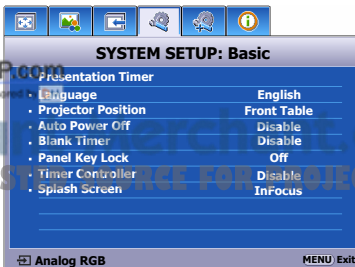 SYSTEM SETUP: Basic
Presentation Timer
Language English
Projector Position Front Table
Auto Power Off Disable
Blank Timer Disable
Panel Key Lock Off
Timer Controller Disable
Splash Screen InFocus
Analog RGB MENU Exit